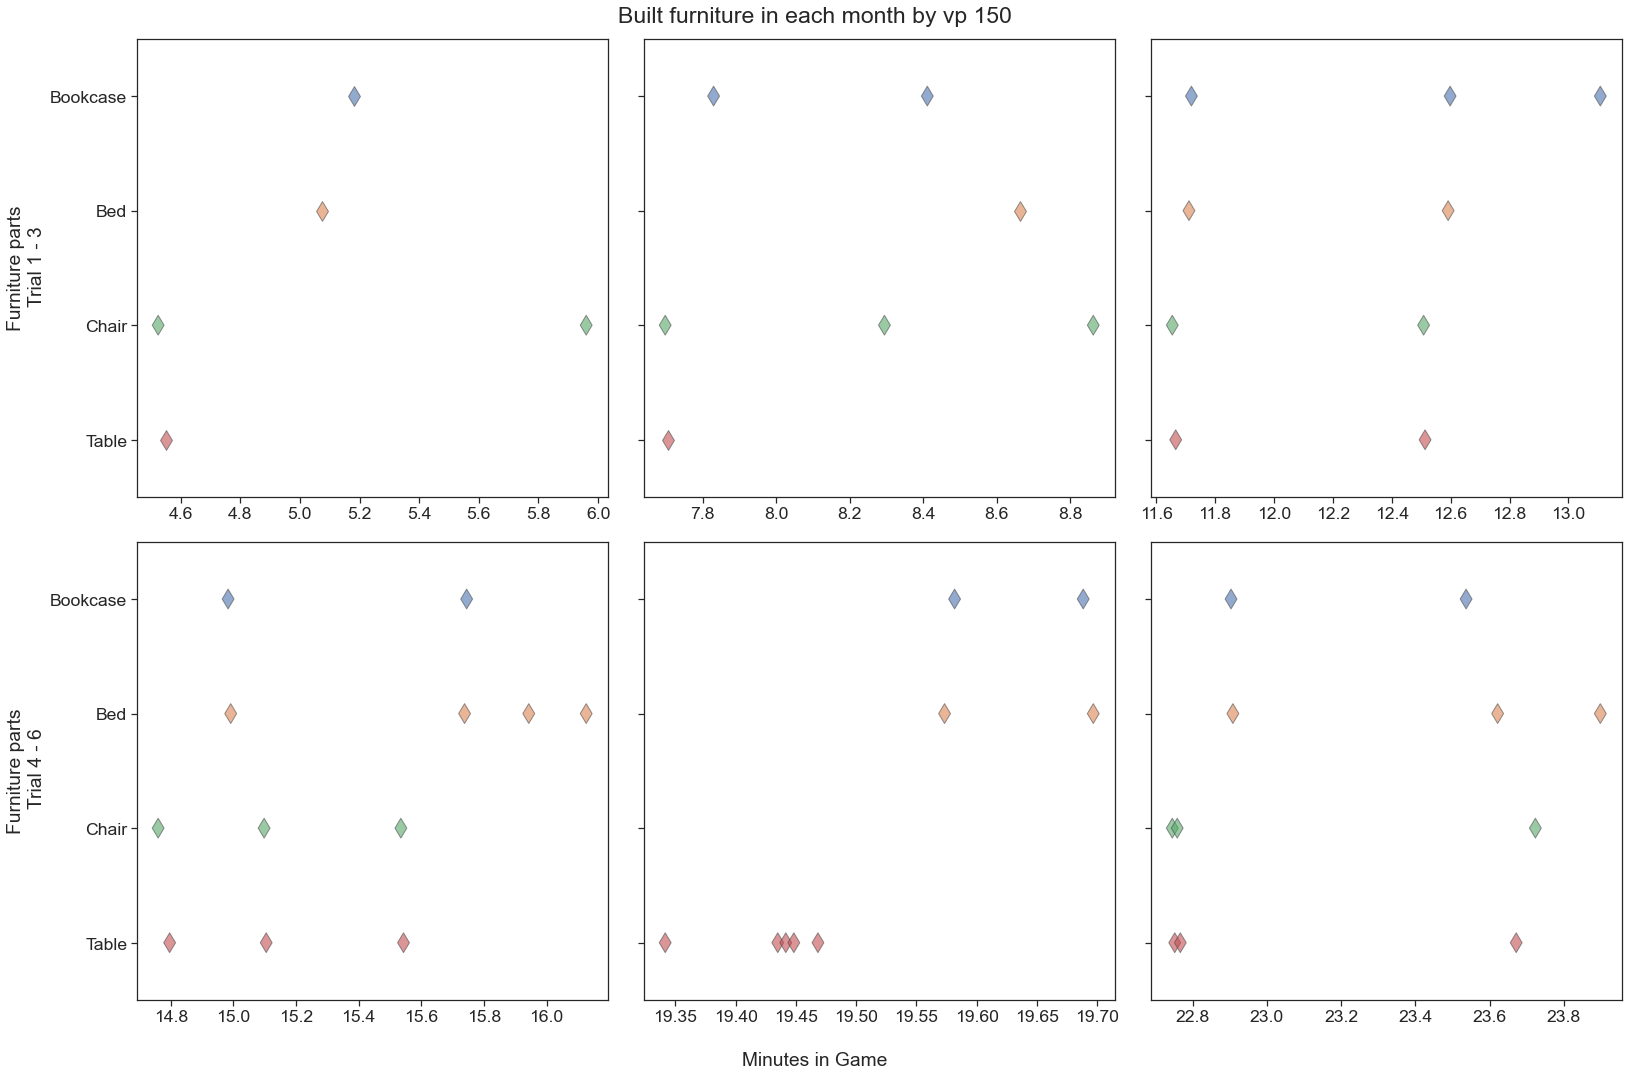 Built furniture in each month by vp 150
Furniture parts
Trial 1 - 3
Bookcase
Bed
Chair
Table
4.6 4.8 5.0 5.2 5.4 5.6 5.8 6.0
7.8 8.0 8.2 8.4 8.6 8.8
11.6 11.8 12.0 12.2 12.4 12.6 12.8 13.0
Furniture parts
Trial 4 - 6
Bookcase
Bed
Chair
Table
14.8 15.0 15.2 15.4 15.6 15.8 16.0
19.35 19.40 19.45 19.50 19.55 19.60 19.65 19.70
22.8 23.0 23.2 23.4 23.6 23.8
Minutes in Game